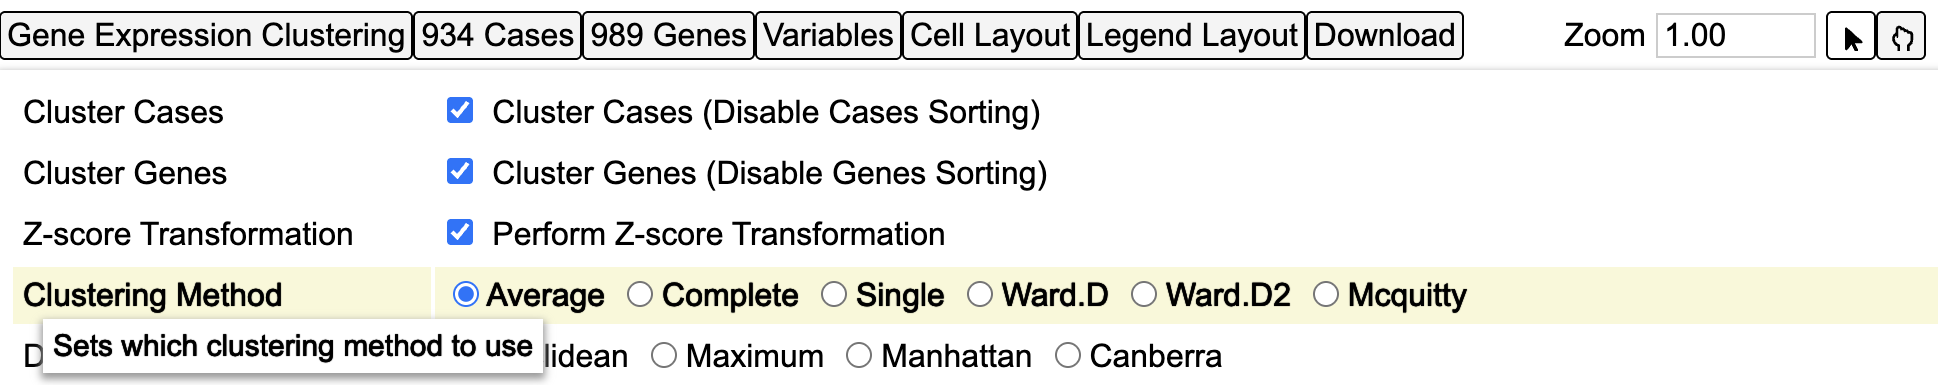 Gene Expression Clustering 934 Cases 989 Genes Variables Cell Layout Legend Layout Download Zoom 1.00
Cluster Cases Cluster Cases (Disable Cases Sorting)
Cluster Genes Cluster Genes (Disable Genes Sorting)
Z-score Transformation Perform Z-score Transformation
Clustering Method Average Complete Single Ward.D Ward.D2 Mcquitty
Sets which clustering method to use
D lidean Maximum Manhattan Canberra